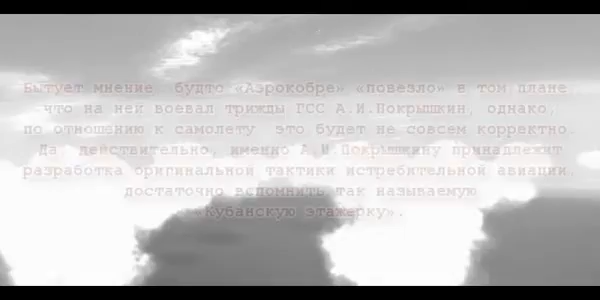 Бытует мнение будто «Аэрокобре» «повезло» в том плане
что на ней воевал трижды ГСС А.И.Покрышкин, однако,
по отношению к самолету это будет не совсем корректно.
Да действительно, именно А.И.Покрышкину принадлежит
разработка оригинальной тактики истребительной авиации,
достаточно вспомнить так называемую
«Кубанскую этажерку».